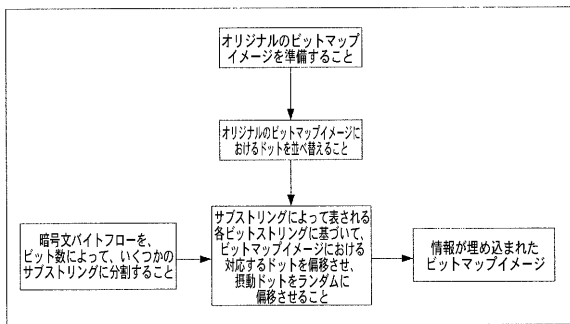 オリジナルのビットマップ
イメージを準備すること
オリジナルのビットマップイメージに
おけるドットを並べ替えること
暗号文バイトフローを、
ビット数によって、いくつかの
サブストリングに分割すること
サブストリングによって表される
各ビットストリングに基づいて、
ビットマップイメージにおける
対応するドットを偏移させ、
摂動ドットをランダムに
偏移させること
情報が埋め込まれた
ビットマップイメージ